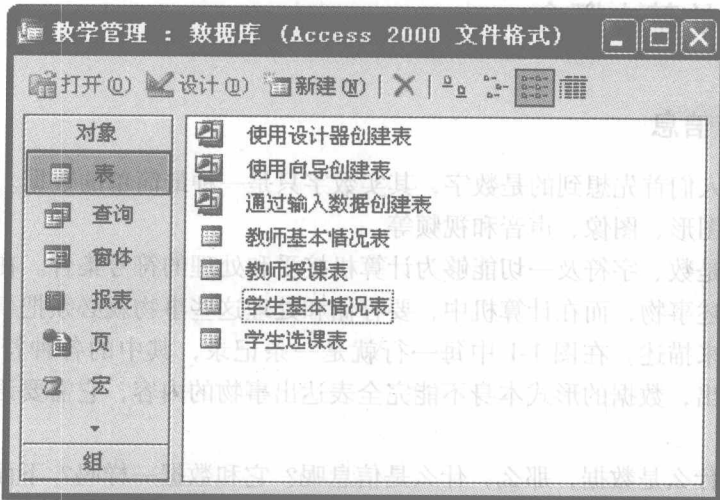 教学管理 : 数据库 (Access 2000 文件格式)
打开(O) 设计(D) 新建(N)
对象
表
查询
窗体
报表
页
宏
组
使用设计器创建表
使用向导创建表
通过输入数据创建表
教师基本情况表
教师授课表
学生基本情况表
学生选课表